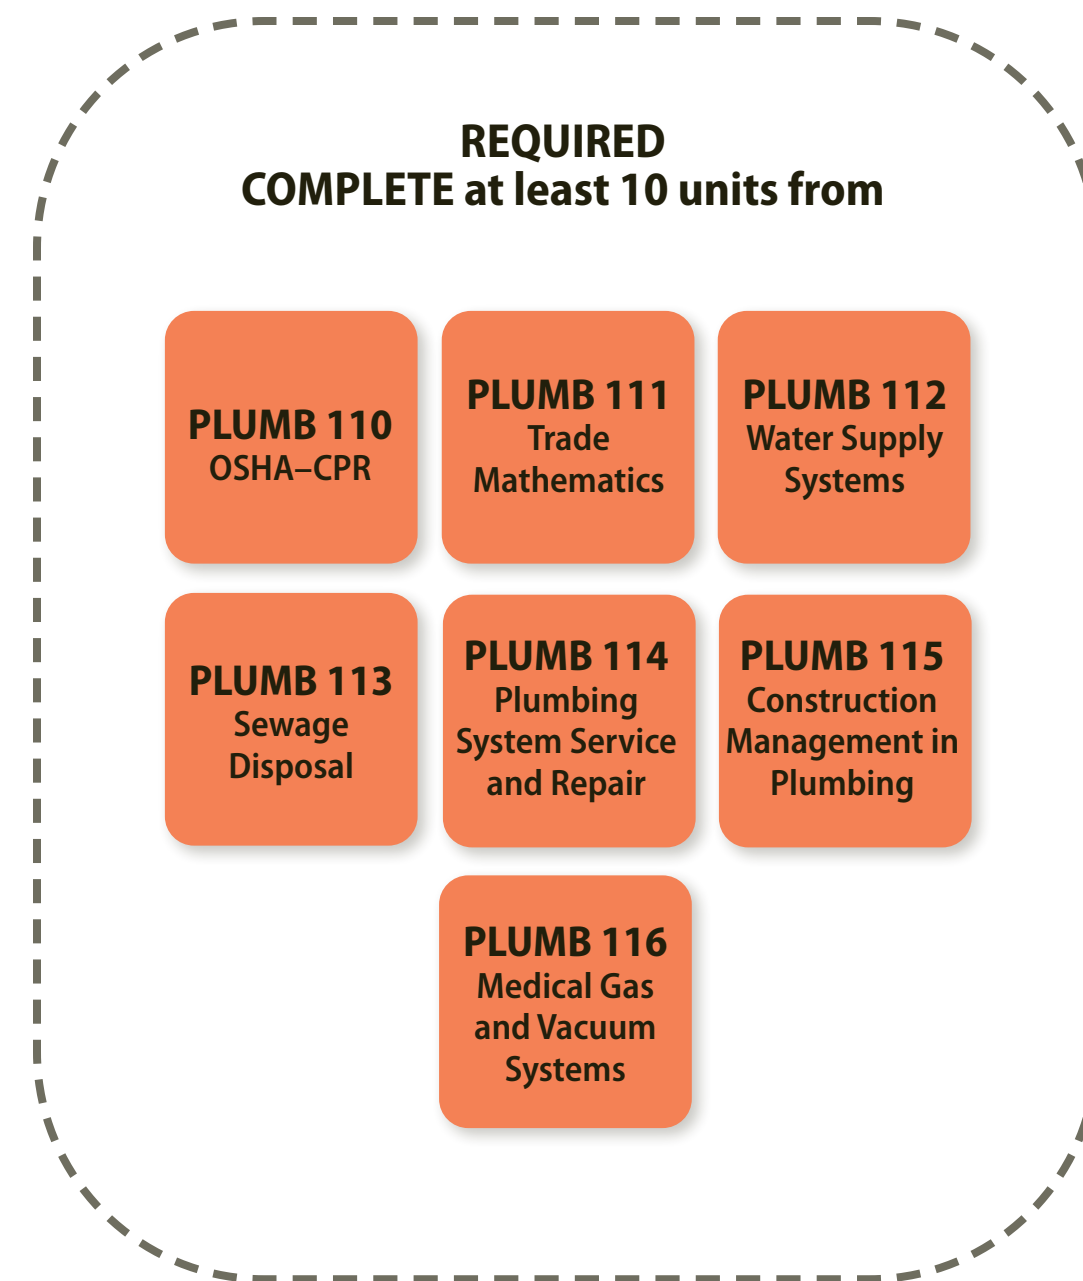 REQUIRED
COMPLETE at least 10 units from
PLUMB 110
OSHA–CPR
PLUMB 111
Trade
Mathematics
PLUMB 112
Water Supply
Systems
PLUMB 113
Sewage
Disposal
PLUMB 114
Plumbing
System Service
and Repair
PLUMB 115
Construction
Management in
Plumbing
PLUMB 116
Medical Gas
and Vacuum
Systems